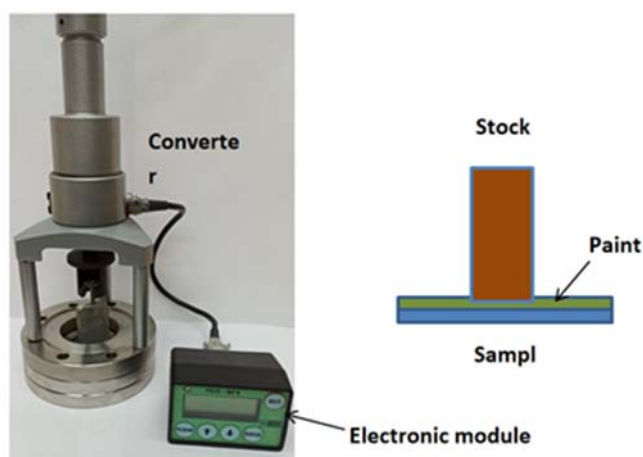 Converte
r
Stock
Paint
Sampl
Electronic module